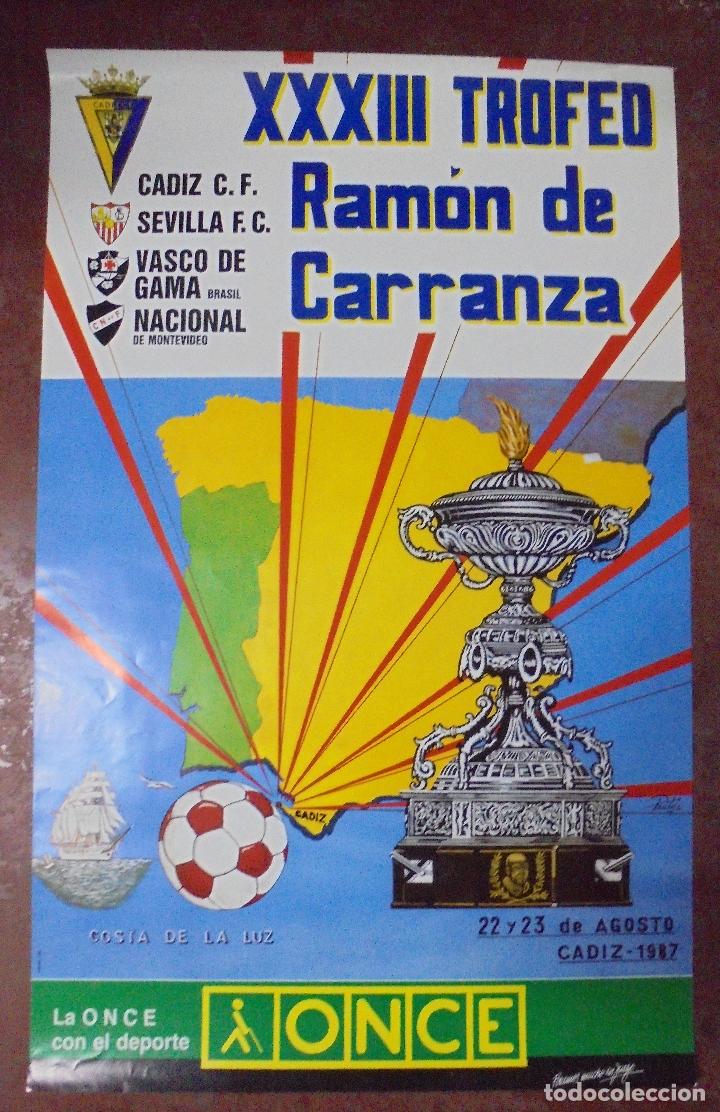 XXXIII TROFEO
Ramón de
Carranza
CADIZ C. F.
SEVILLA F. C.
VASCO DE
GAMA BRASIL
NACIONAL
DE MONTEVIDEO
CADIZ
COSTA DE LA LUZ
22 y 23 de AGOSTO
CADIZ - 1987
La ONCE
con el deporte
ONCE
todocoleccion